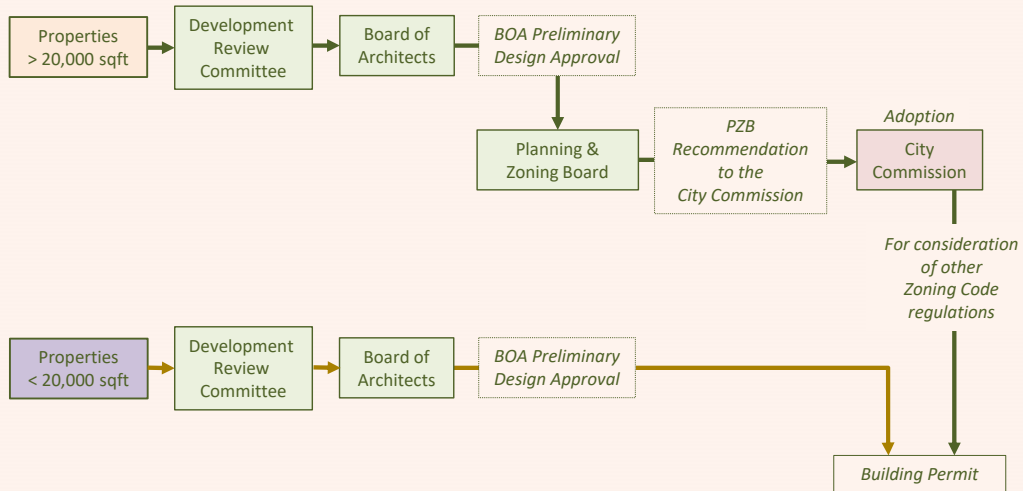 Properties
> 20,000 sqft
Development
Review
Committee
Board of
Architects
BOA Preliminary
Design Approval
Planning &
Zoning Board
PZB
Recommendation
to the
City Commission
Adoption
City
Commission
For consideration
of other
Zoning Code
regulations
Properties
< 20,000 sqft
Development
Review
Committee
Board of
Architects
BOA Preliminary
Design Approval
Building Permit